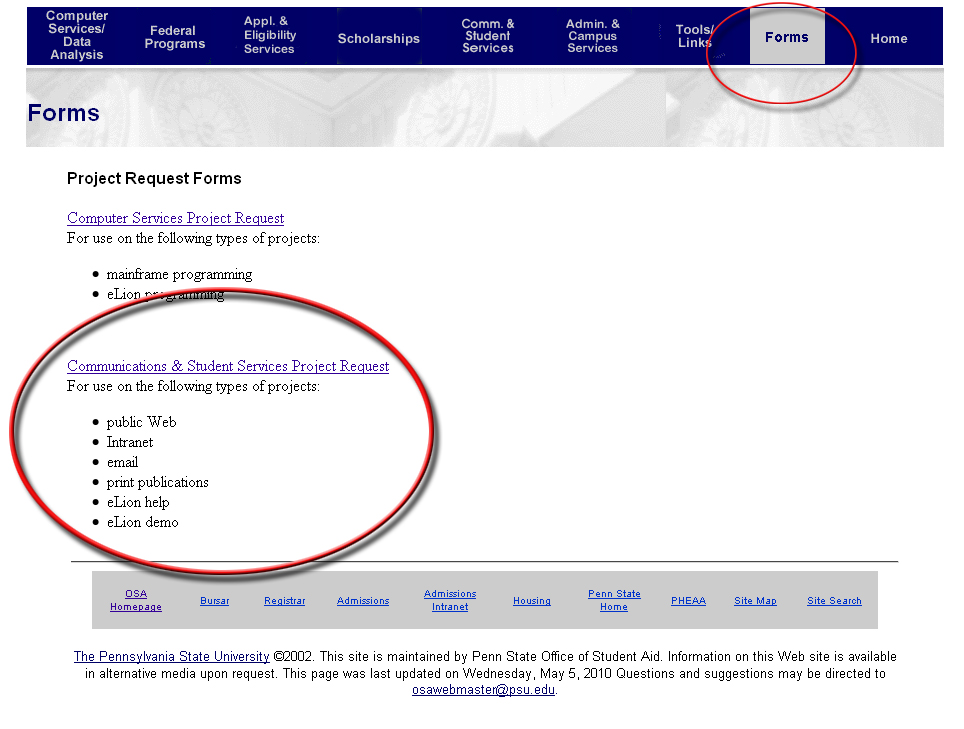 Computer Services/ Data Analysis
Federal Programs
Appl. & Eligibility Services
Scholarships
Comm. & Student Services
Admin. & Campus Services
Tools/ Links
Forms
Home
Forms
Project Request Forms
Computer Services Project Request
For use on the following types of projects:
mainframe programming
eLion programming
Communications & Student Services Project Request
For use on the following types of projects:
public Web
Intranet
email
print publications
eLion help
eLion demo
OSA Homepage
Bursar
Registrar
Admissions
Admissions Intranet
Housing
Penn State Home
PHEAA
Site Map
Site Search
The Pennsylvania State University ©2002. This site is maintained by Penn State Office of Student Aid. Information on this Web site is available
in alternative media upon request. This page was last updated on Wednesday, May 5, 2010 Questions and suggestions may be directed to
osawebmaster@psu.edu.